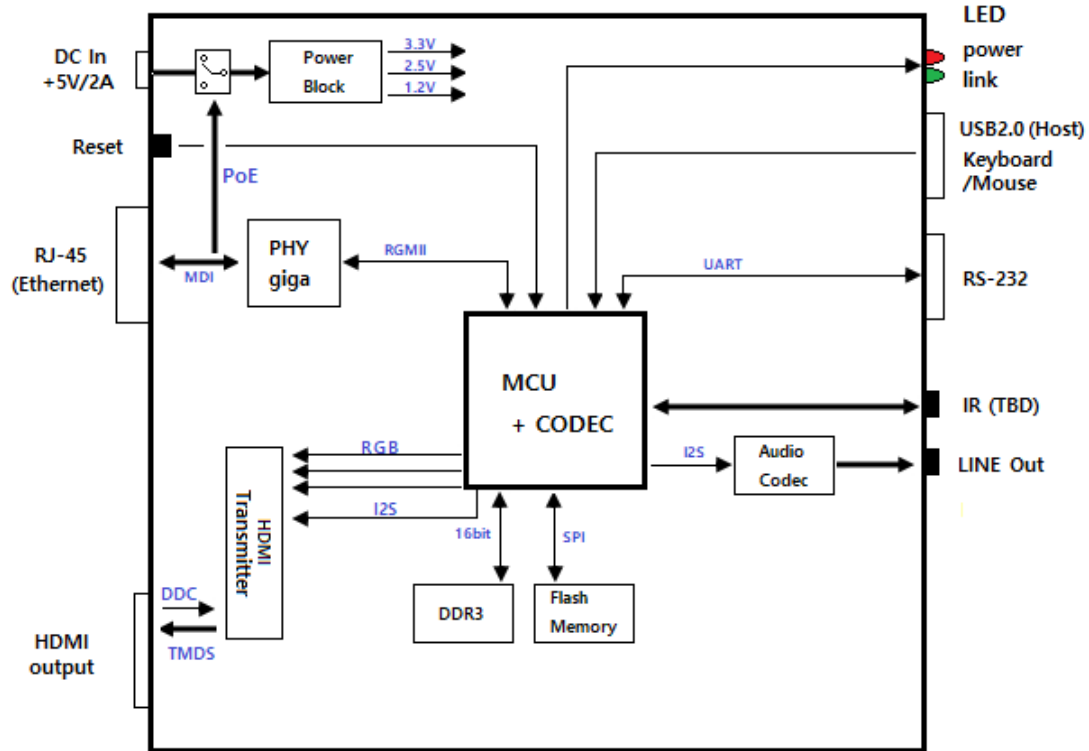 LED
DC In
+5V/2A
Power
Block
3.3V
2.5V
1.2V
power
link
Reset
PoE
USB2.0 (Host)
Keyboard
/Mouse
RJ-45
(Ethernet)
MDI
PHY
giga
RGMII
UART
RS-232
MCU
+ CODEC
IR (TBD)
RGB
I2S
HDMI
Transmitter
I2S
Audio
Codec
LINE Out
16bit
SPI
DDR3
Flash
Memory
DDC
TMDS
HDMI
output